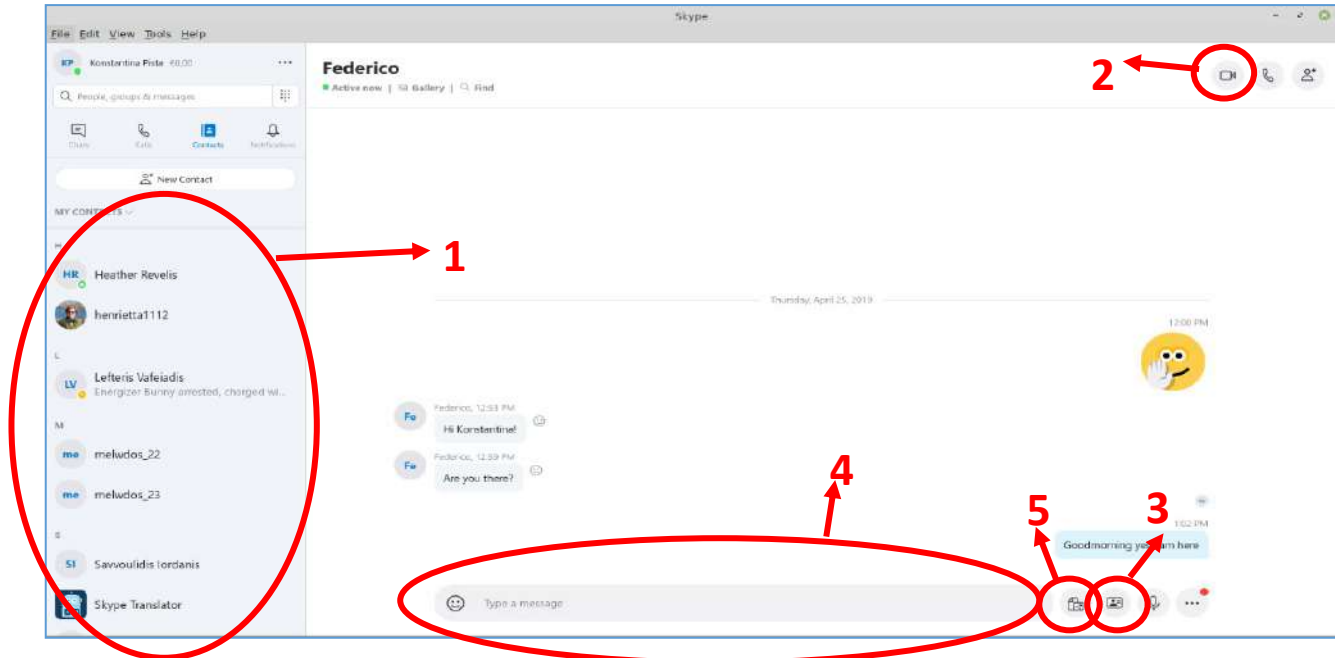 Skype
File Edit View Tools Help
KP Konstantina Piste €0,00
People, groups & messages
Chats Calls Contacts Notifications
New Contact
MY CONTACTS
H
HR Heather Revelis
henrietta1112
L
LV Lefteris Vafeiadis
Energizer Bunny arrested, charged wi...
M
me melwdos_22
me melwdos_23
S
SI Savvoulidis Iordanis
Skype Translator
1
Federico
Active now | Gallery | Find
2
Thursday, April 25, 2019
12:00 PM
Fe Federico, 12:53 PM
Hi Konstantina!
Fe Federico, 12:59 PM
Are you there?
4
5
3
1:02 PM
Goodmorning am here
Type a message